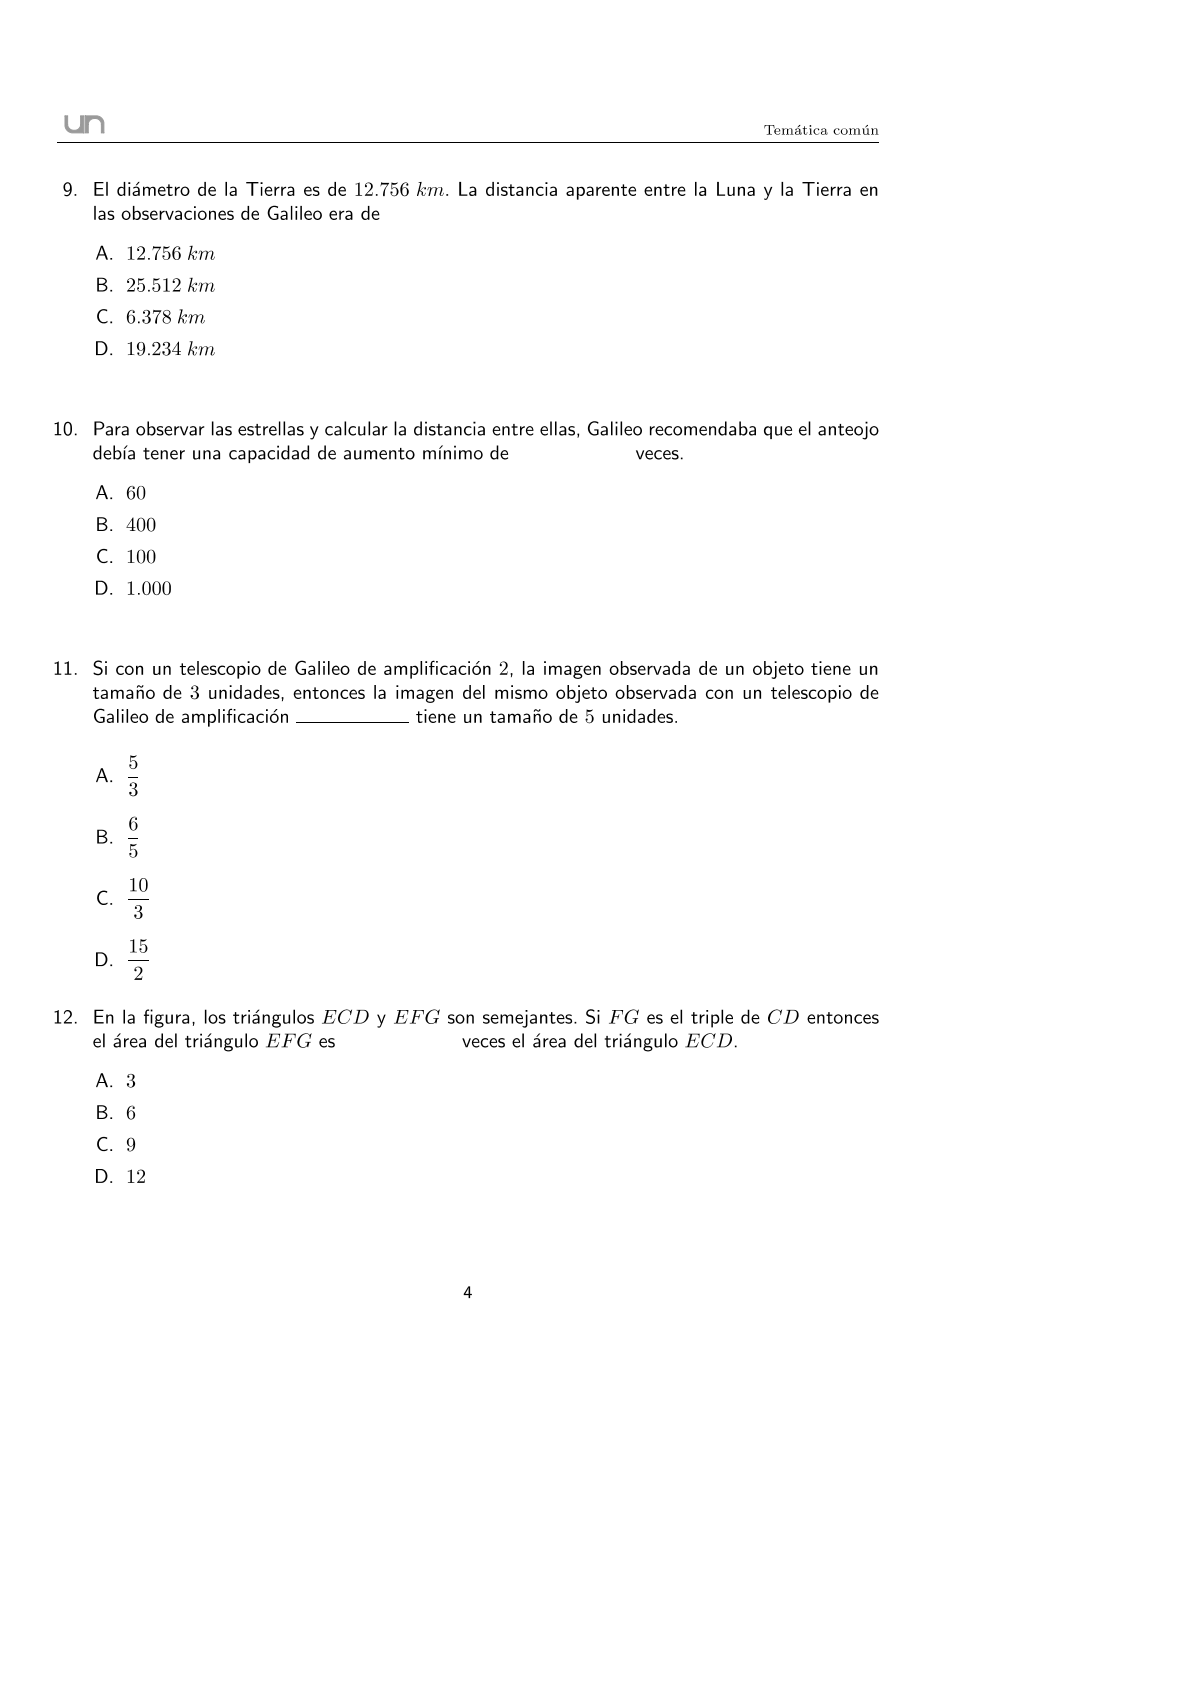 un
Temática común
9. El diámetro de la Tierra es de 12.756 km. La distancia aparente entre la Luna y la Tierra en
las observaciones de Galileo era de
A. 12.756 km
B. 25.512 km
C. 6.378 km
D. 19.234 km
10. Para observar las estrellas y calcular la distancia entre ellas, Galileo recomendaba que el anteojo
debía tener una capacidad de aumento mínimo de veces.
A. 60
B. 400
C. 100
D. 1.000
11. Si con un telescopio de Galileo de amplificación 2, la imagen observada de un objeto tiene un
tamaño de 3 unidades, entonces la imagen del mismo objeto observada con un telescopio de
Galileo de amplificación __________ tiene un tamaño de 5 unidades.
A. 5/3
B. 6/5
C. 10/3
D. 15/2
12. En la figura, los triángulos ECD y EFG son semejantes. Si FG es el triple de CD entonces
el área del triángulo EFG es veces el área del triángulo ECD.
A. 3
B. 6
C. 9
D. 12
4